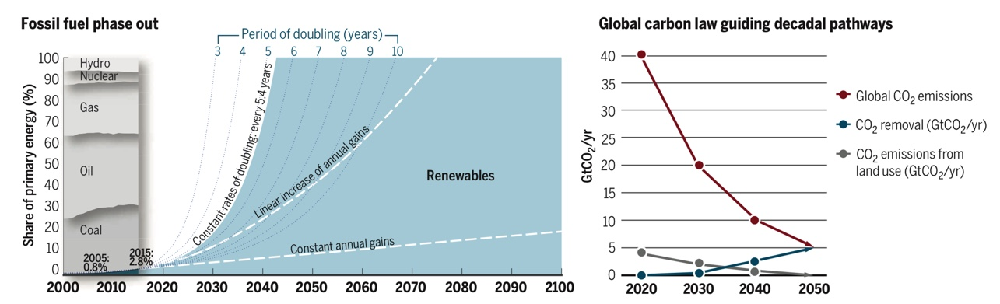 Fossil fuel phase out
Period of doubling (years)
3 4 5 6 7 8 9 10
Share of primary energy (%)
100
90
80
70
60
50
40
30
20
10
0
Hydro
Nuclear
Gas
Oil
Coal
2005:
0.8%
2015:
2.8%
Constant rates of doubling: every 5.4 years
Linear increase of annual gains
Constant annual gains
Renewables
2000 2010 2020 2030 2040 2050 2060 2070 2080 2090 2100
Global carbon law guiding decadal pathways
GtCO2/yr
40
35
30
25
20
15
10
5
0
2020 2030 2040 2050
Global CO2 emissions
CO2 removal (GtCO2/yr)
CO2 emissions from
land use (GtCO2/yr)